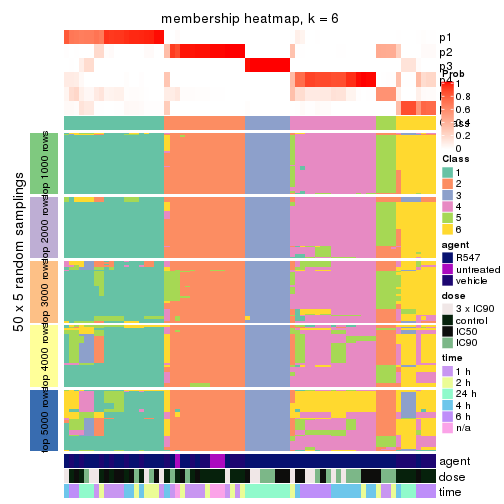 membership heatmap, k = 6
p1
p2
p3
Prob
1
0.8
0.6
0.4
0.2
0
Class
1
2
3
4
5
6
agent
R547
untreated
vehicle
dose
3 x IC90
control
IC50
IC90
time
1 h
2 h
24 h
4 h
6 h
n/a
50 x 5 random samplings
top 1000 rows
top 2000 rows
top 3000 rows
top 4000 rows
top 5000 rows
agent
dose
time